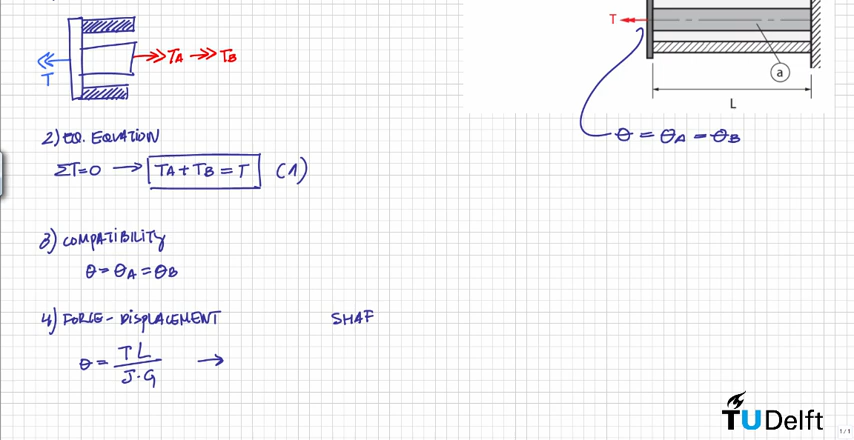 T
TA
TB
T
a
L
θ = θA = θB
2) EQ. EQUATION
ΣT=0 → TA + TB = T (1)
3) COMPATIBILITY
θ = θA = θB
4) FORCE - DISPLACEMENT
SHAF
θ = TL / J·G →
TU Delft
1/1